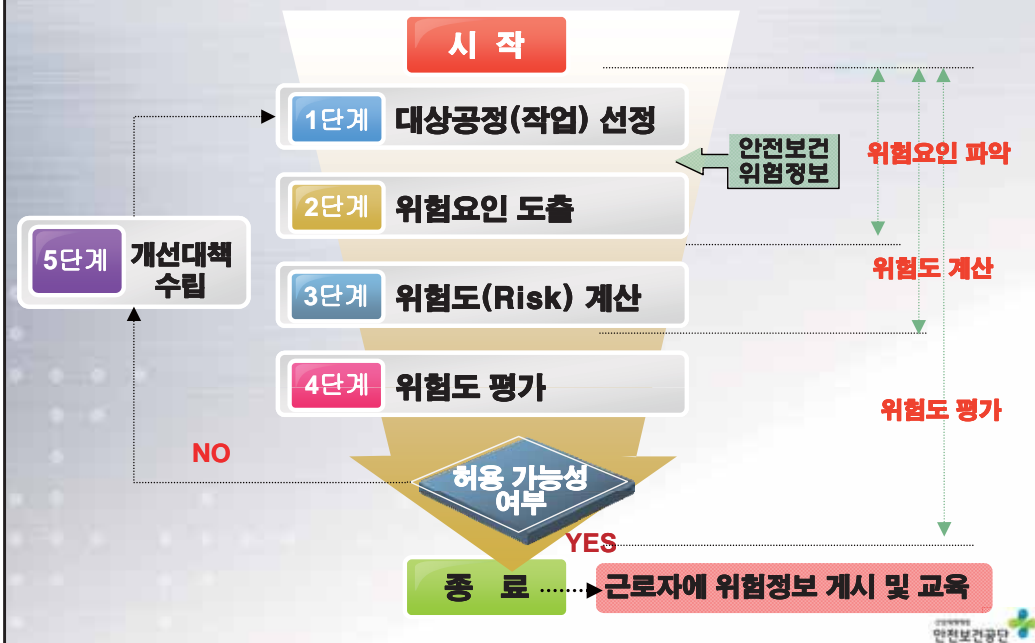 시 작
1단계 대상공정(작업) 선정
안전보건
위험정보
위험요인 파악
2단계 위험요인 도출
5단계 개선대책
수립
위험도 계산
3단계 위험도(Risk) 계산
4단계 위험도 평가
위험도 평가
NO
허용 가능성
여부
YES
종 료
근로자에 위험정보 게시 및 교육
안전보건공단